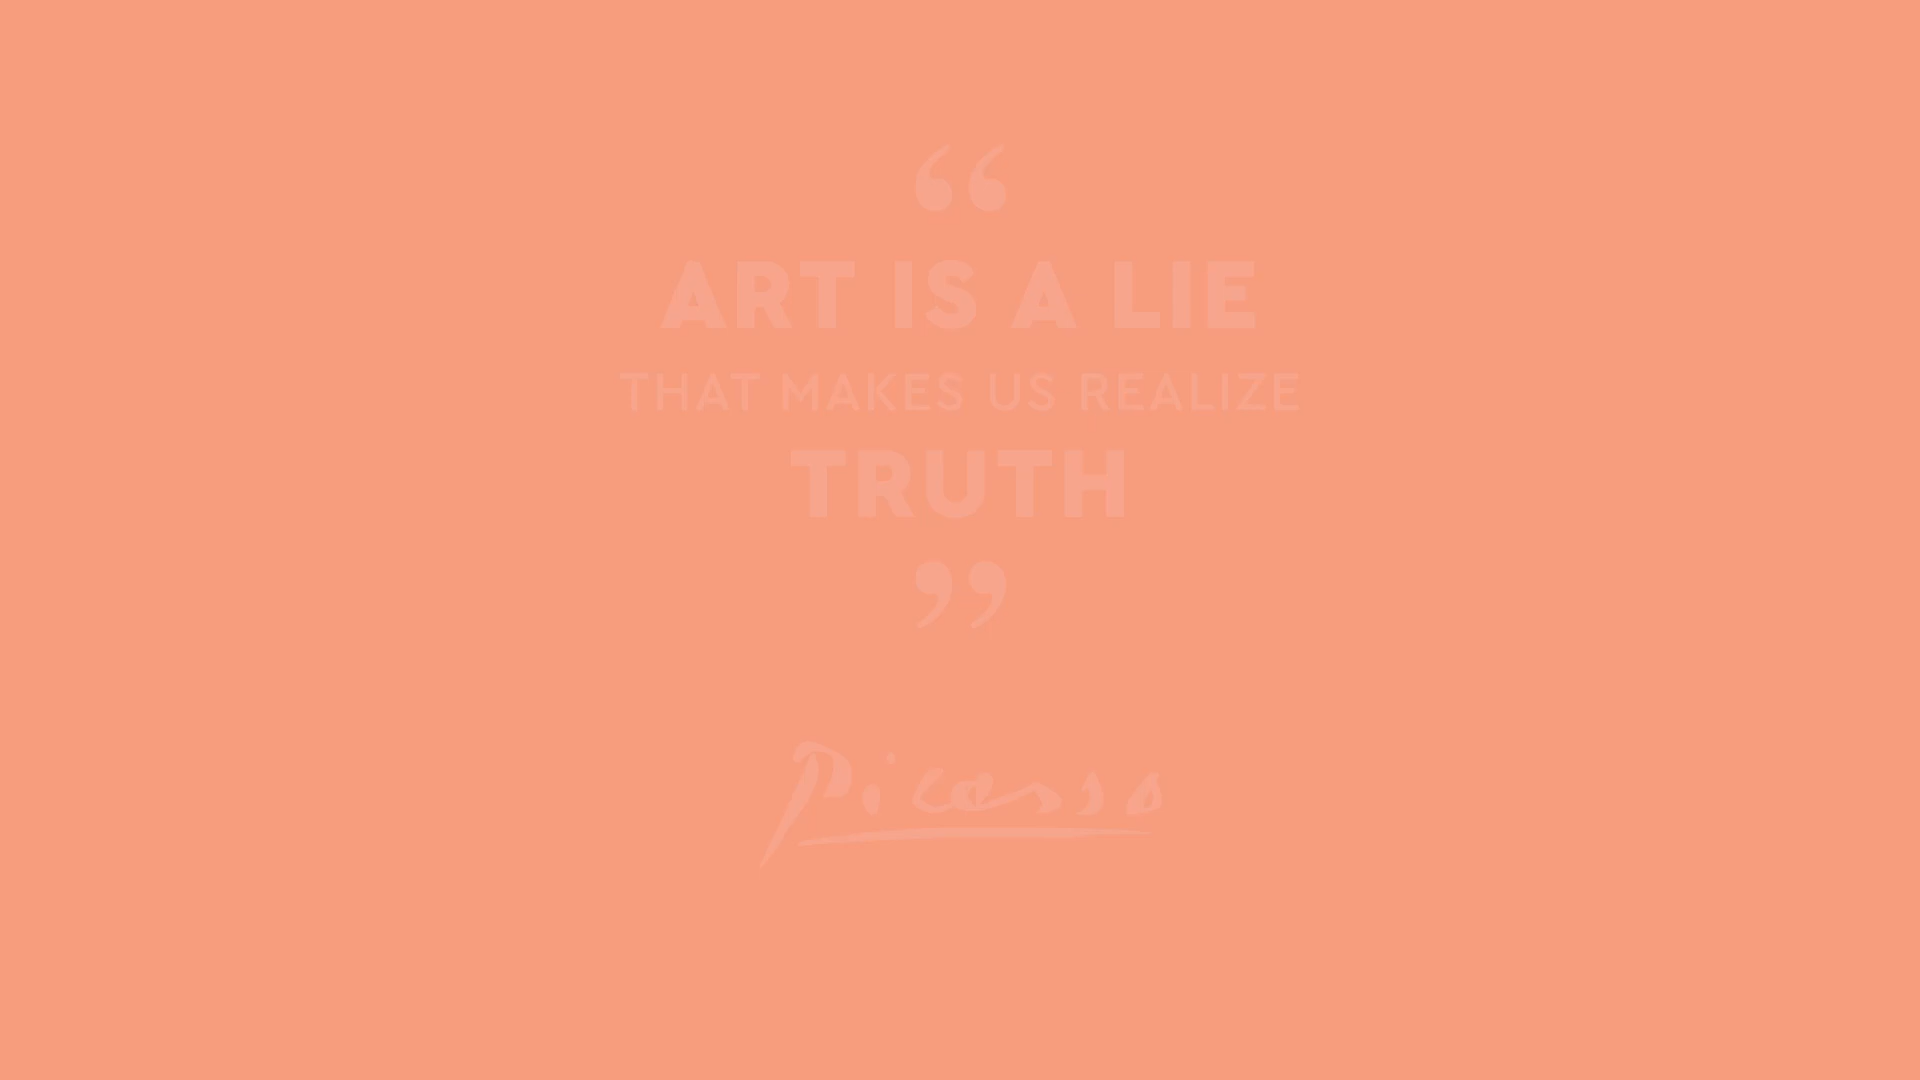 “
ART IS A LIE
THAT MAKES US REALIZE
TRUTH
”
Picasso